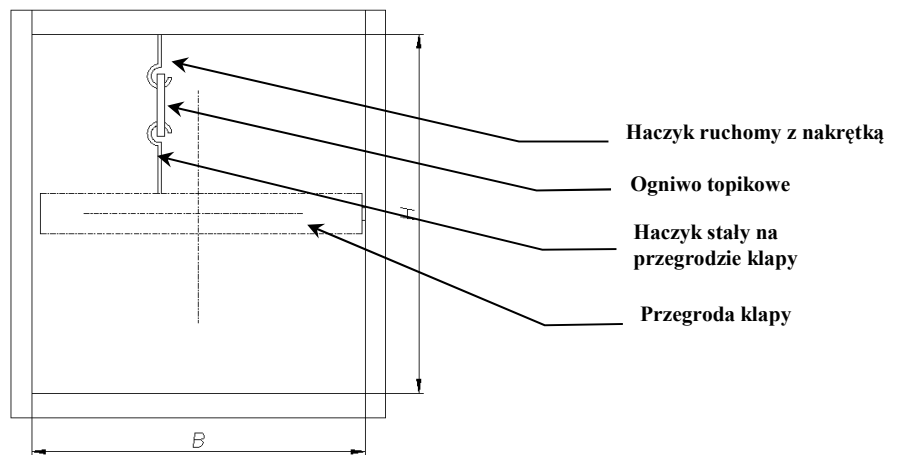 Haczyk ruchomy z nakrętką
Ogniwo topikowe
H
Haczyk stały na
przegrodzie klapy
Przegroda klapy
B